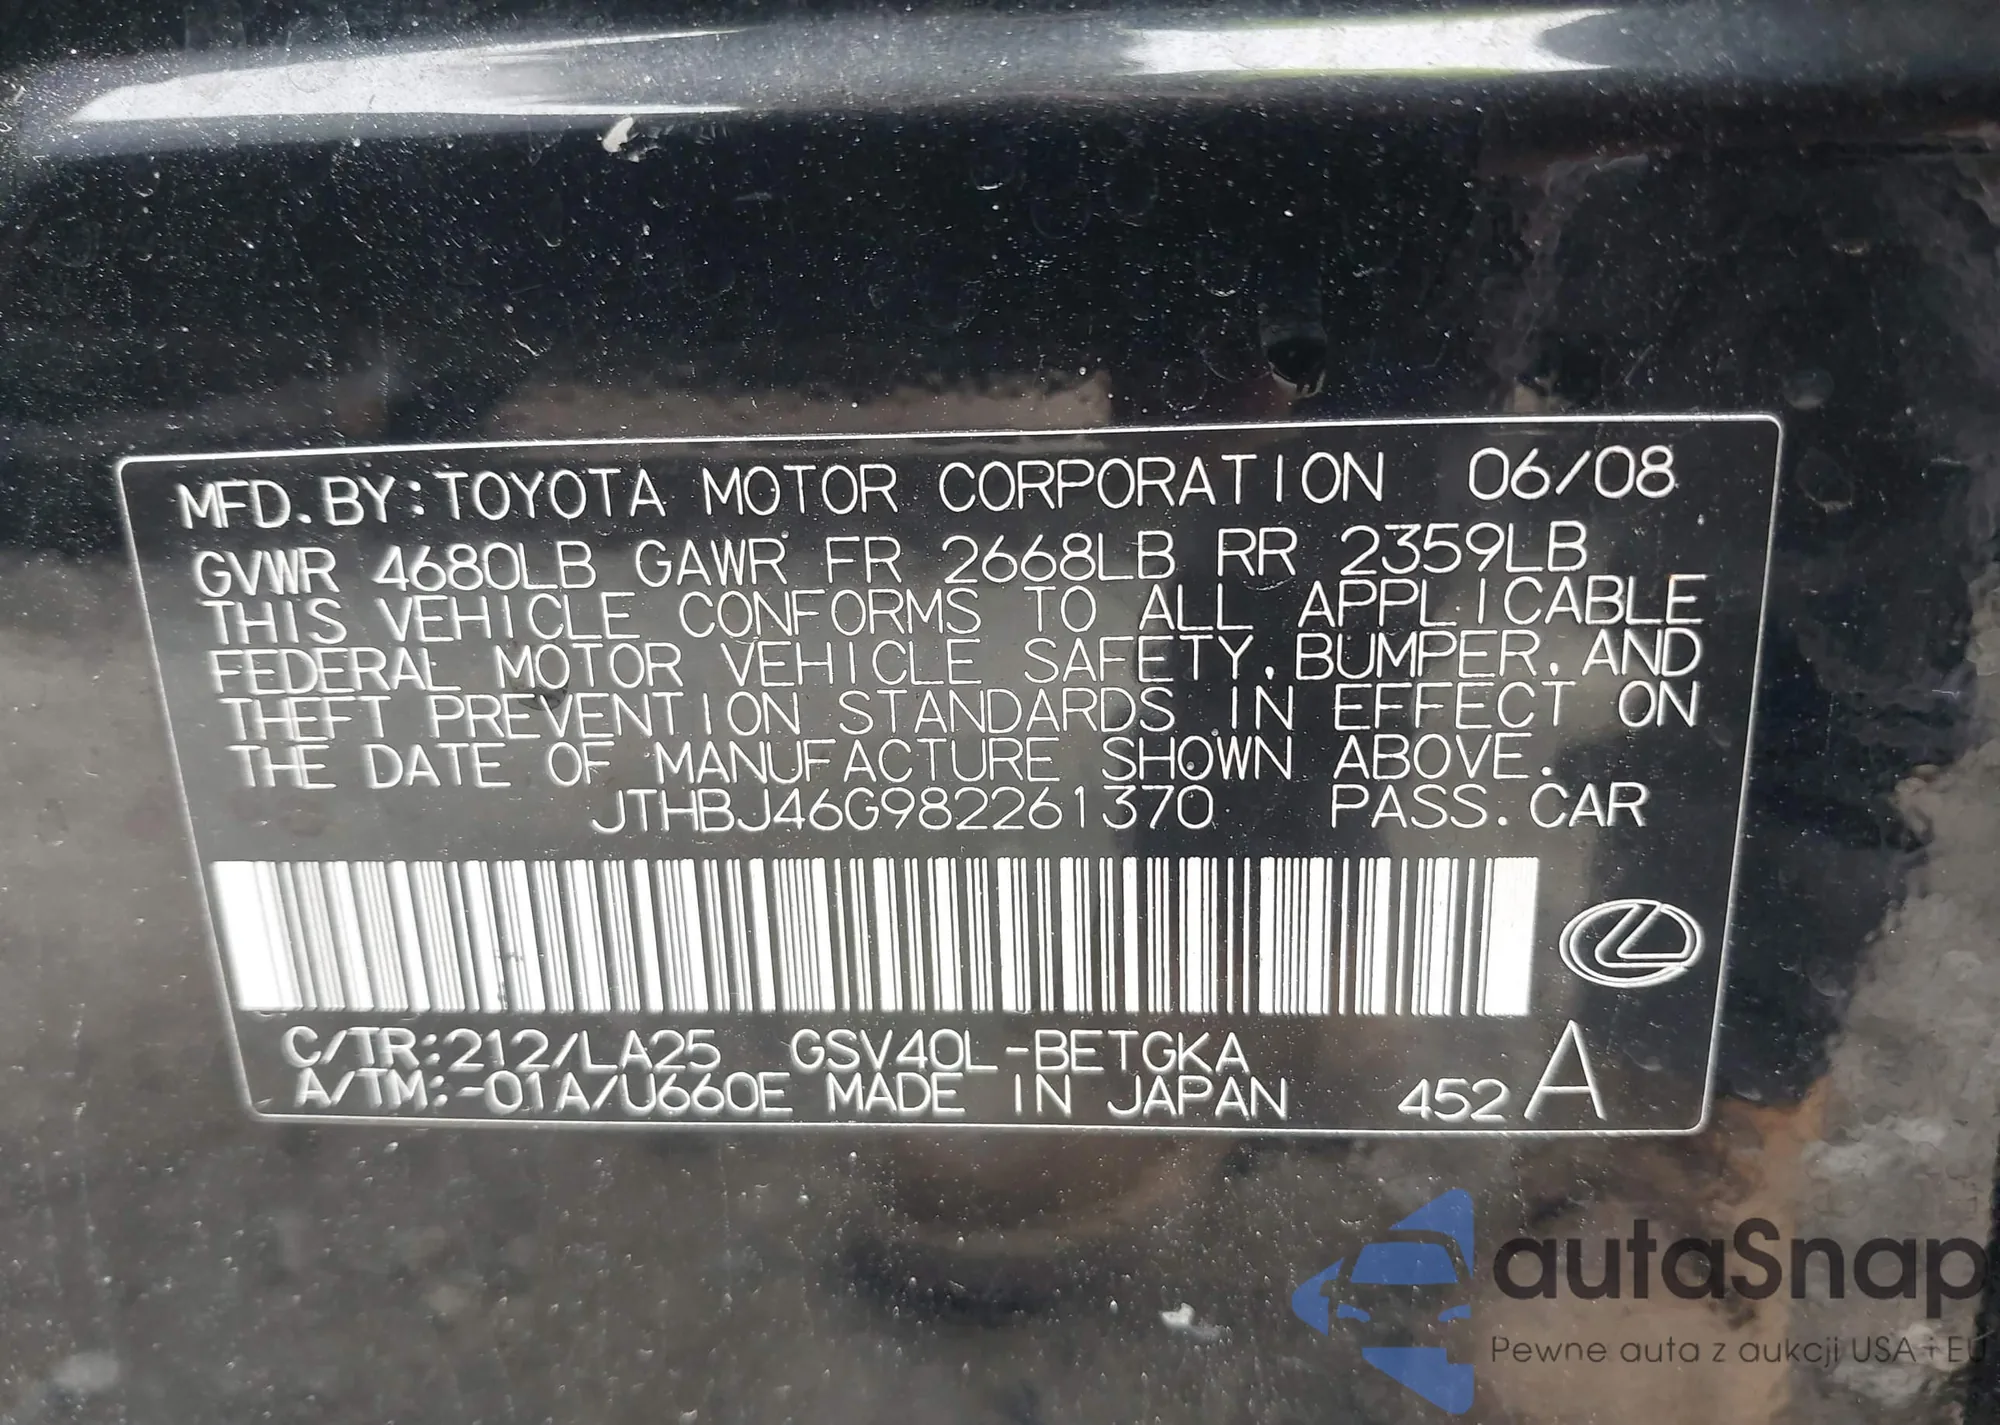 MFD.BY:TOYOTA MOTOR CORPORATION 06/08
GVWR 4680LB GAWR FR 2668LB RR 2359LB
THIS VEHICLE CONFORMS TO ALL APPLICABLE
FEDERAL MOTOR VEHICLE SAFETY, BUMPER, AND
THEFT PREVENTION STANDARDS IN EFFECT ON
THE DATE OF MANUFACTURE SHOWN ABOVE.
JTHBJ46G982261370 PASS.CAR
C/TR:212/LA25 GSV40L-BETGKA
A/TM:-01A/U660E MADE IN JAPAN 452 A
autaSnap
Pewne auta z aukcji USA i EU